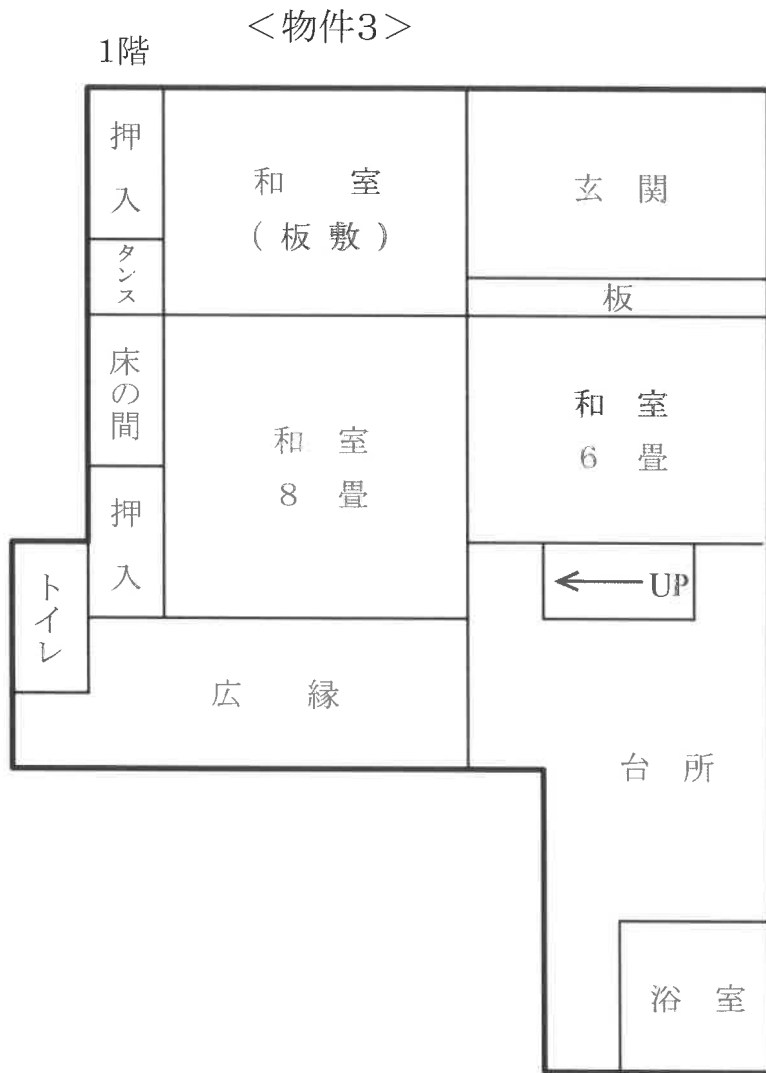 <物件3>
1階
押入
和室
(板敷)
玄関
タンス
板
床の間
和室
8畳
和室
6畳
押入
トイレ
←UP
広縁
台所
浴室